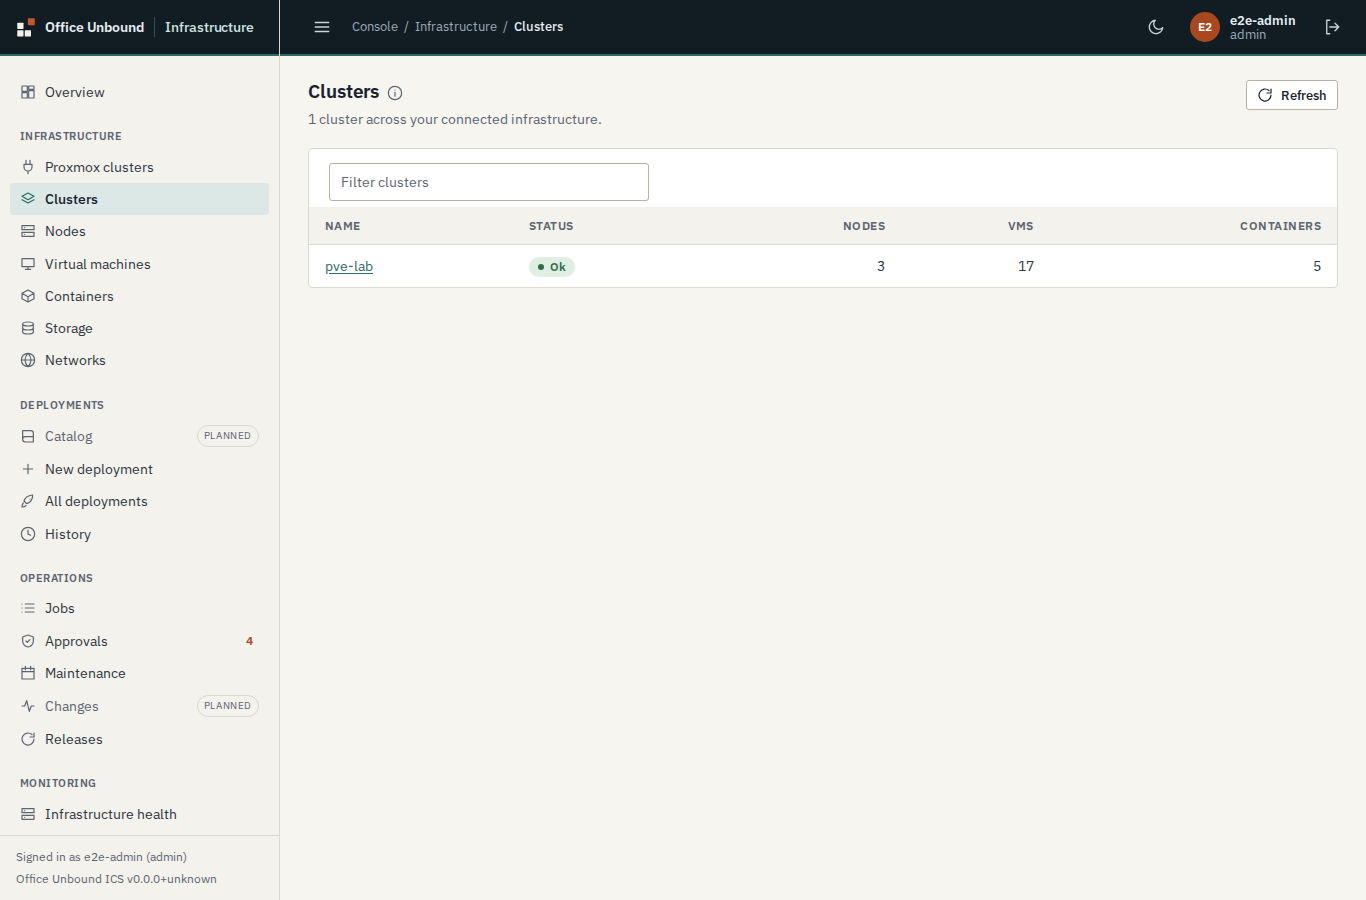 Office Unbound Infrastructure
Console / Infrastructure / Clusters
E2
e2e-admin
admin
Overview
INFRASTRUCTURE
Proxmox clusters
Clusters
Nodes
Virtual machines
Containers
Storage
Networks
DEPLOYMENTS
Catalog PLANNED
New deployment
All deployments
History
OPERATIONS
Jobs
Approvals 4
Maintenance
Changes PLANNED
Releases
MONITORING
Infrastructure health
Signed in as e2e-admin (admin)
Office Unbound ICS v0.0.0+unknown
Clusters
Refresh
1 cluster across your connected infrastructure.
Filter clusters
NAME STATUS NODES VMS CONTAINERS
pve-lab Ok 3 17 5